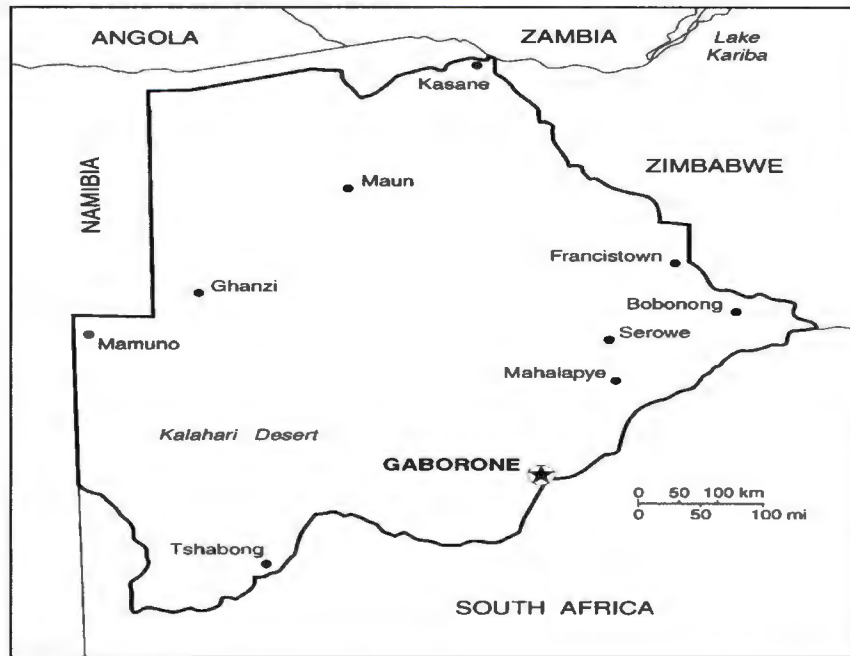 ANGOLA
ZAMBIA
Lake
Kariba
Kasane
NAMIBIA
Maun
ZIMBABWE
Francistown
Ghanzi
Bobonong
Mamuno
Serowe
Mahalapye
Kalahari Desert
GABORONE
0 50 100 km
0 50 100 mi
Tshabong
SOUTH AFRICA